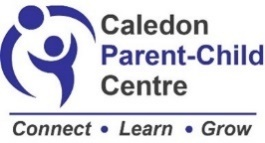 Caledon
Parent-Child
Centre
Connect • Learn • Grow